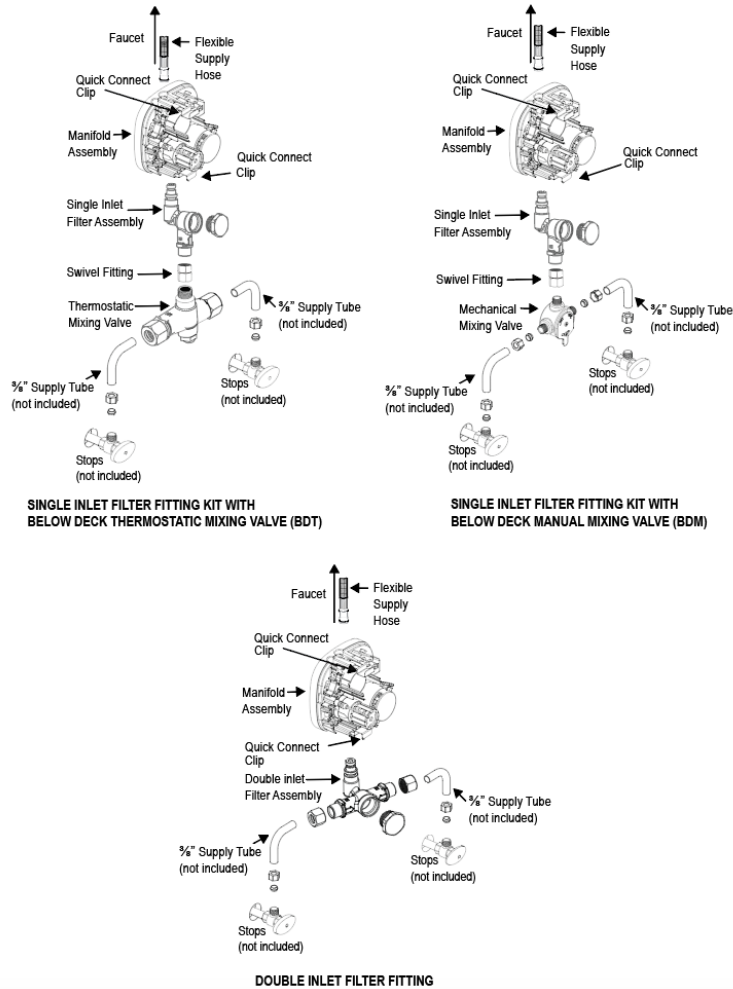 Faucet
Flexible
Supply
Hose
Quick Connect
Clip
Manifold
Assembly
Quick Connect
Clip
Single Inlet
Filter Assembly
Swivel Fitting
Thermostatic
Mixing Valve
⅜" Supply Tube
(not included)
Stops
(not included)
⅜" Supply Tube
(not included)
Stops
(not included)
SINGLE INLET FILTER FITTING KIT WITH
BELOW DECK THERMOSTATIC MIXING VALVE (BDT)
Faucet
Flexible
Supply
Hose
Quick Connect
Clip
Manifold
Assembly
Quick Connect
Clip
Single Inlet
Filter Assembly
Swivel Fitting
Mechanical
Mixing Valve
⅜" Supply Tube
(not included)
Stops
(not included)
⅜" Supply Tube
(not included)
Stops
(not included)
SINGLE INLET FILTER FITTING KIT WITH
BELOW DECK MANUAL MIXING VALVE (BDM)
Faucet
Flexible
Supply
Hose
Quick Connect
Clip
Manifold
Assembly
Quick Connect
Clip
Double inlet
Filter Assembly
⅜" Supply Tube
(not included)
Stops
(not included)
⅜" Supply Tube
(not included)
Stops
(not included)
DOUBLE INLET FILTER FITTING